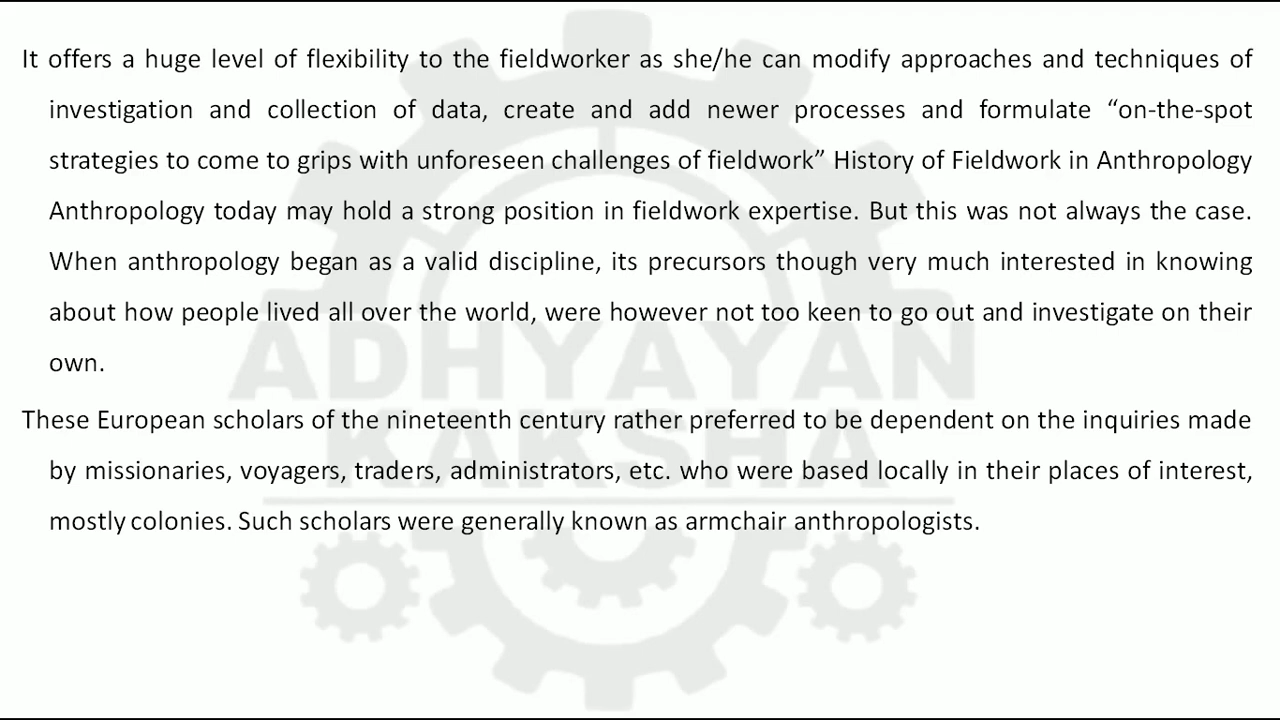 It offers a huge level of flexibility to the fieldworker as she/he can modify approaches and techniques of
investigation and collection of data, create and add newer processes and formulate “on-the-spot
strategies to come to grips with unforeseen challenges of fieldwork” History of Fieldwork in Anthropology
Anthropology today may hold a strong position in fieldwork expertise. But this was not always the case.
When anthropology began as a valid discipline, its precursors though very much interested in knowing
about how people lived all over the world, were however not too keen to go out and investigate on their
own.
These European scholars of the nineteenth century rather preferred to be dependent on the inquiries made
by missionaries, voyagers, traders, administrators, etc. who were based locally in their places of interest,
mostly colonies. Such scholars were generally known as armchair anthropologists.
ADHYAYAN
KAKSHA